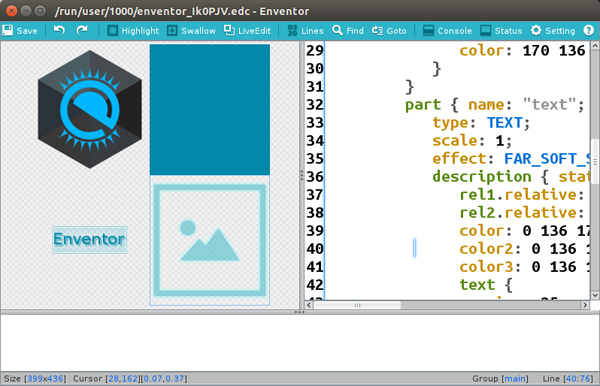 /run/user/1000/enventor_Ik0PJV.edc - Enventor
Save Highlight Swallow LiveEdit Lines Find Goto Console Status Setting
Enventor
29 color: 170 136
30 }
31 }
32 part { name: "text";
33 type: TEXT;
34 scale: 1;
35 effect: FAR_SOFT_S
36 description { stat
37 rel1.relative:
38 rel2.relative:
39 color: 0 136 17
40 color2: 0 136 1
41 color3: 0 136 1
42 text {
Size [399x436] Cursor [28,162][0.07,0.37] Group [main] Line [40:76]